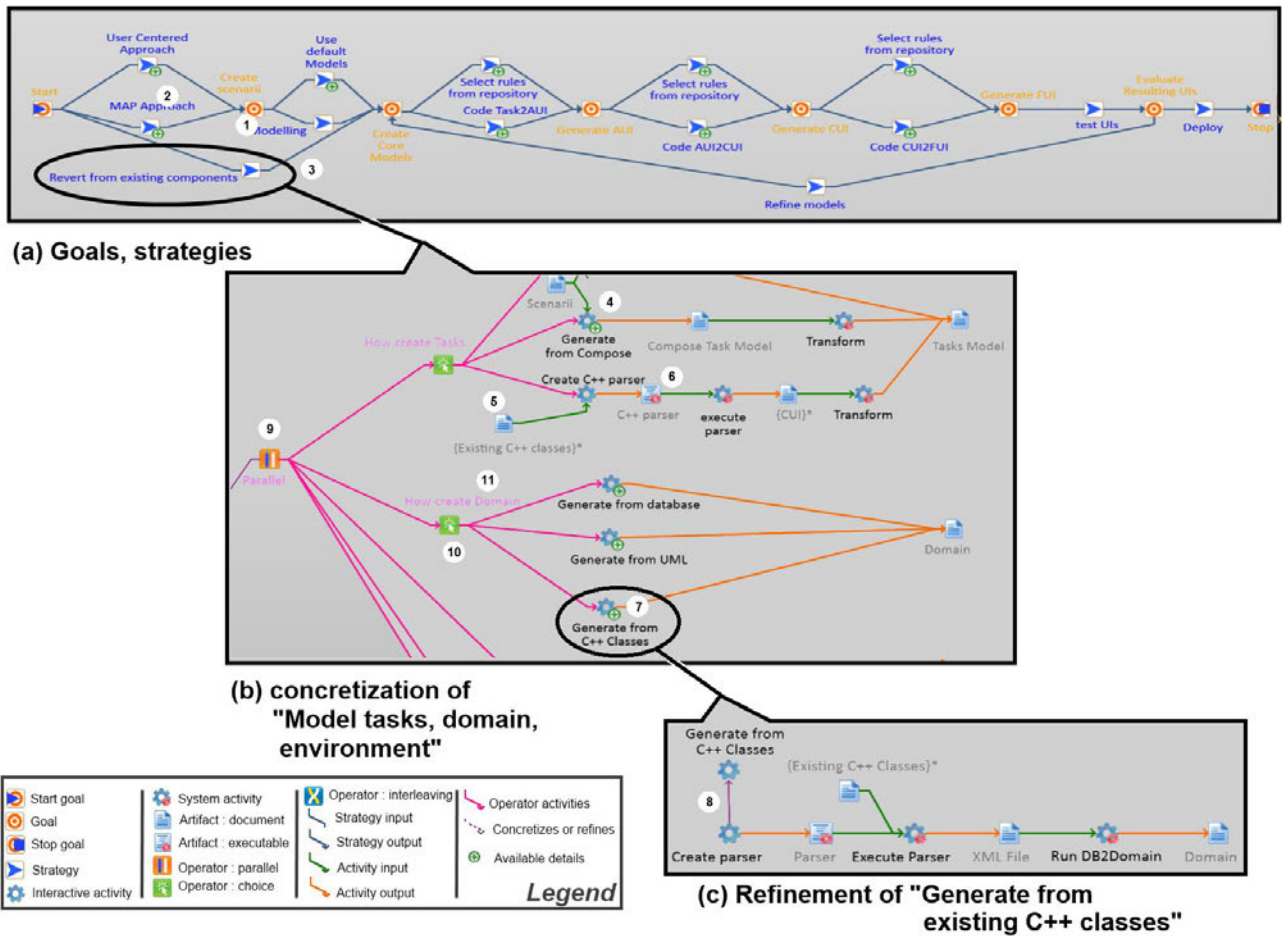 User Centered
Approach
Use
default
Models
Select rules
from repository
Start
2
Create
scenarii
Select rules
from repository
Select rules
from repository
Generate FUI
Evaluate
Resulting UIs
MAP Approach
1
Modelling
Create
Core
Models
Code Task2AUI
Generate AUI
Code AUI2CUI
Generate CUI
Code CUI2FUI
test UIs
Deploy
Stop
Revert from existing components
3
Refine models
(a) Goals, strategies
Scenarii
4
How create Tasks
Generate
from Compose
Compose Task Model
Transform
Tasks Model
Create C++ parser
6
5
C++ parser
execute
parser
{CUI}*
Transform
{Existing C++ classes}*
9
Parallel
11
How create Domain
Generate from database
10
Generate from UML
Domain
7
Generate from
C++ Classes
(b) concretization of
"Model tasks, domain,
environment"
Generate from
C++ Classes
{Existing C++ Classes}*
8
Create parser
Parser
Execute Parser
XML File
Run DB2Domain
Domain
(c) Refinement of "Generate from
existing C++ classes"
Start goal
Goal
Stop goal
Strategy
Interactive activity
System activity
Artifact : document
Artifact : executable
Operator : parallel
Operator : choice
Operator : interleaving
Strategy input
Strategy output
Activity input
Activity output
Operator activities
Concretizes or refines
Available details
Legend